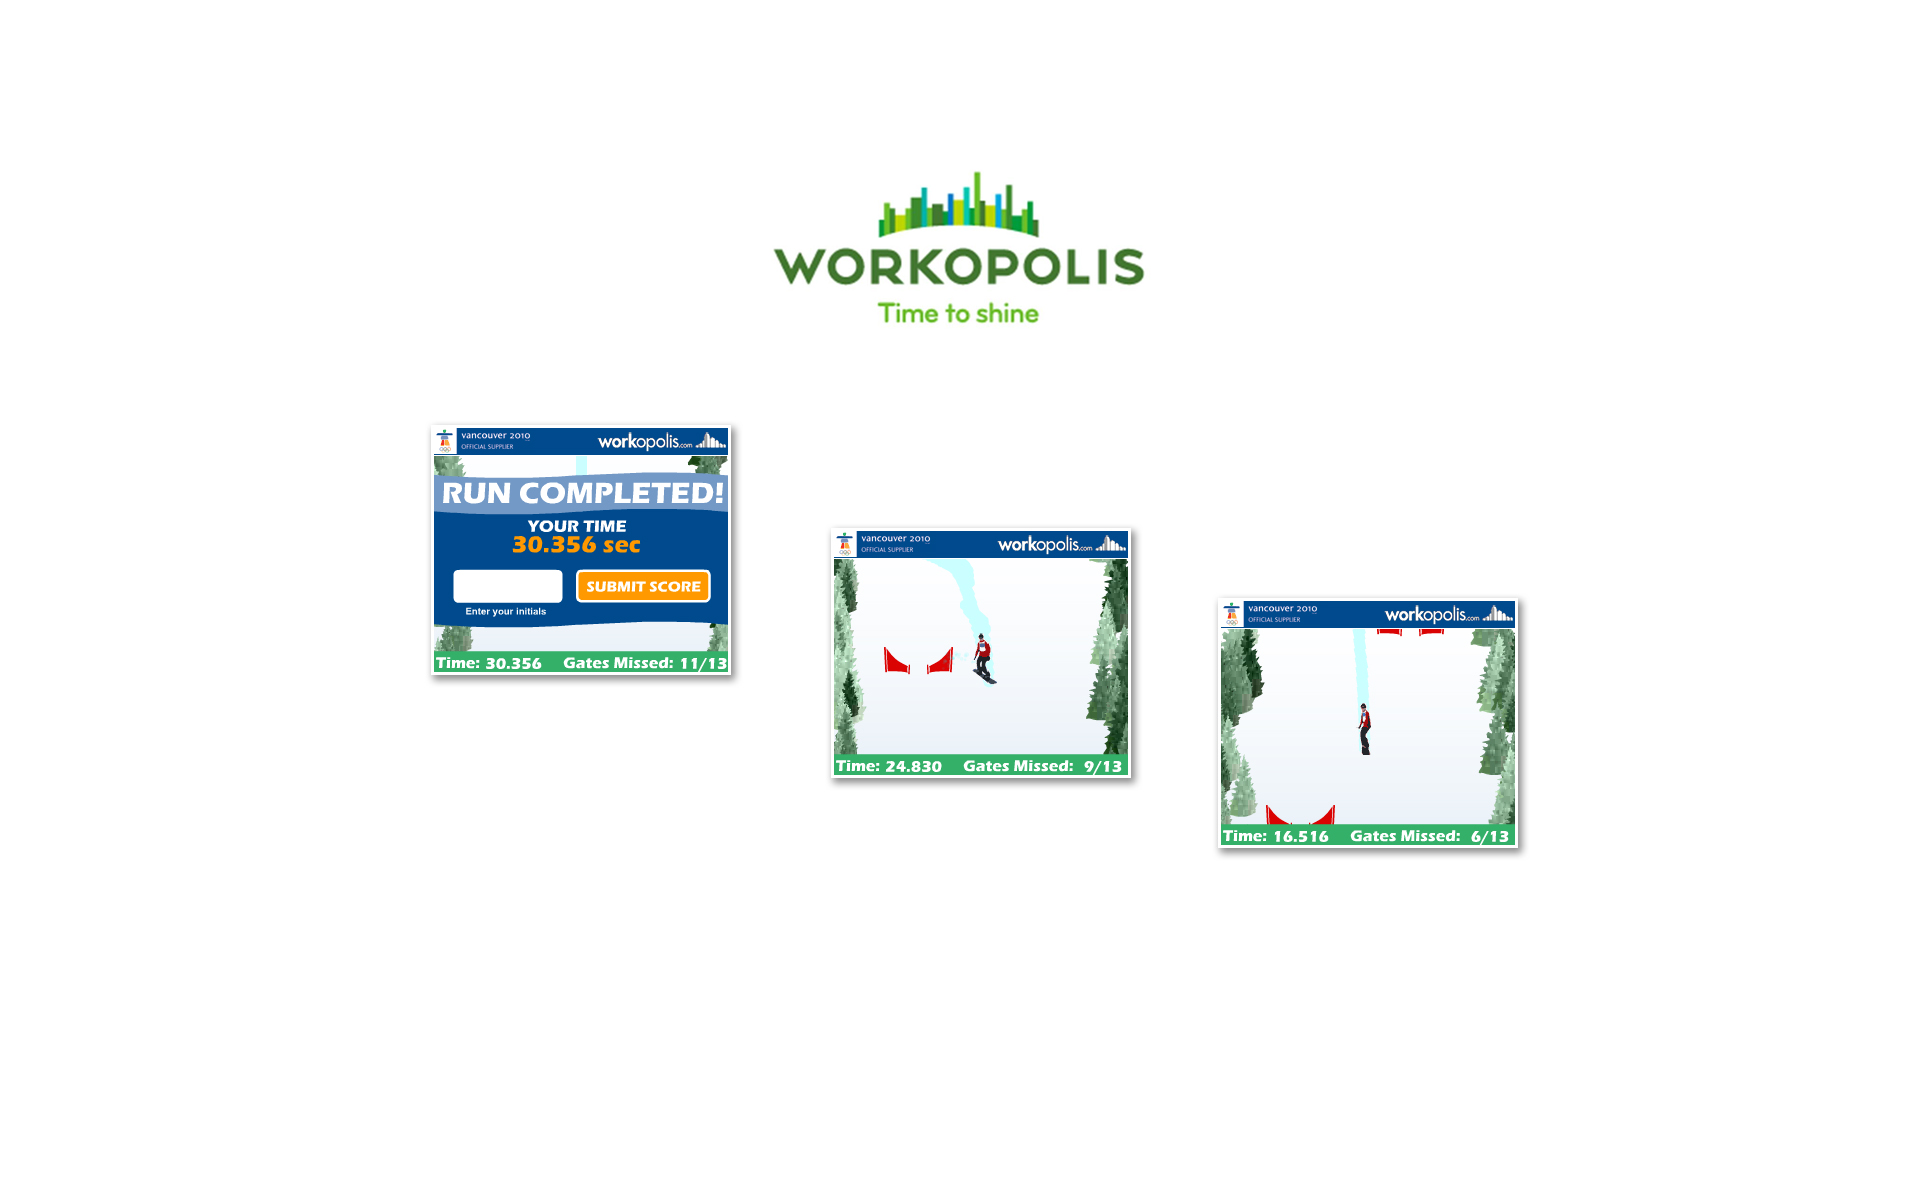 WORKOPOLIS
Time to shine
vancouver 2010
OFFICIAL SUPPLIER
workopolis.com
RUN COMPLETED!
YOUR TIME
30.356 sec
SUBMIT SCORE
Enter your initials
Time: 30.356 Gates Missed: 11/13
vancouver 2010
OFFICIAL SUPPLIER
workopolis.com
Time: 24.830 Gates Missed: 9/13
vancouver 2010
OFFICIAL SUPPLIER
workopolis.com
Time: 16.516 Gates Missed: 6/13